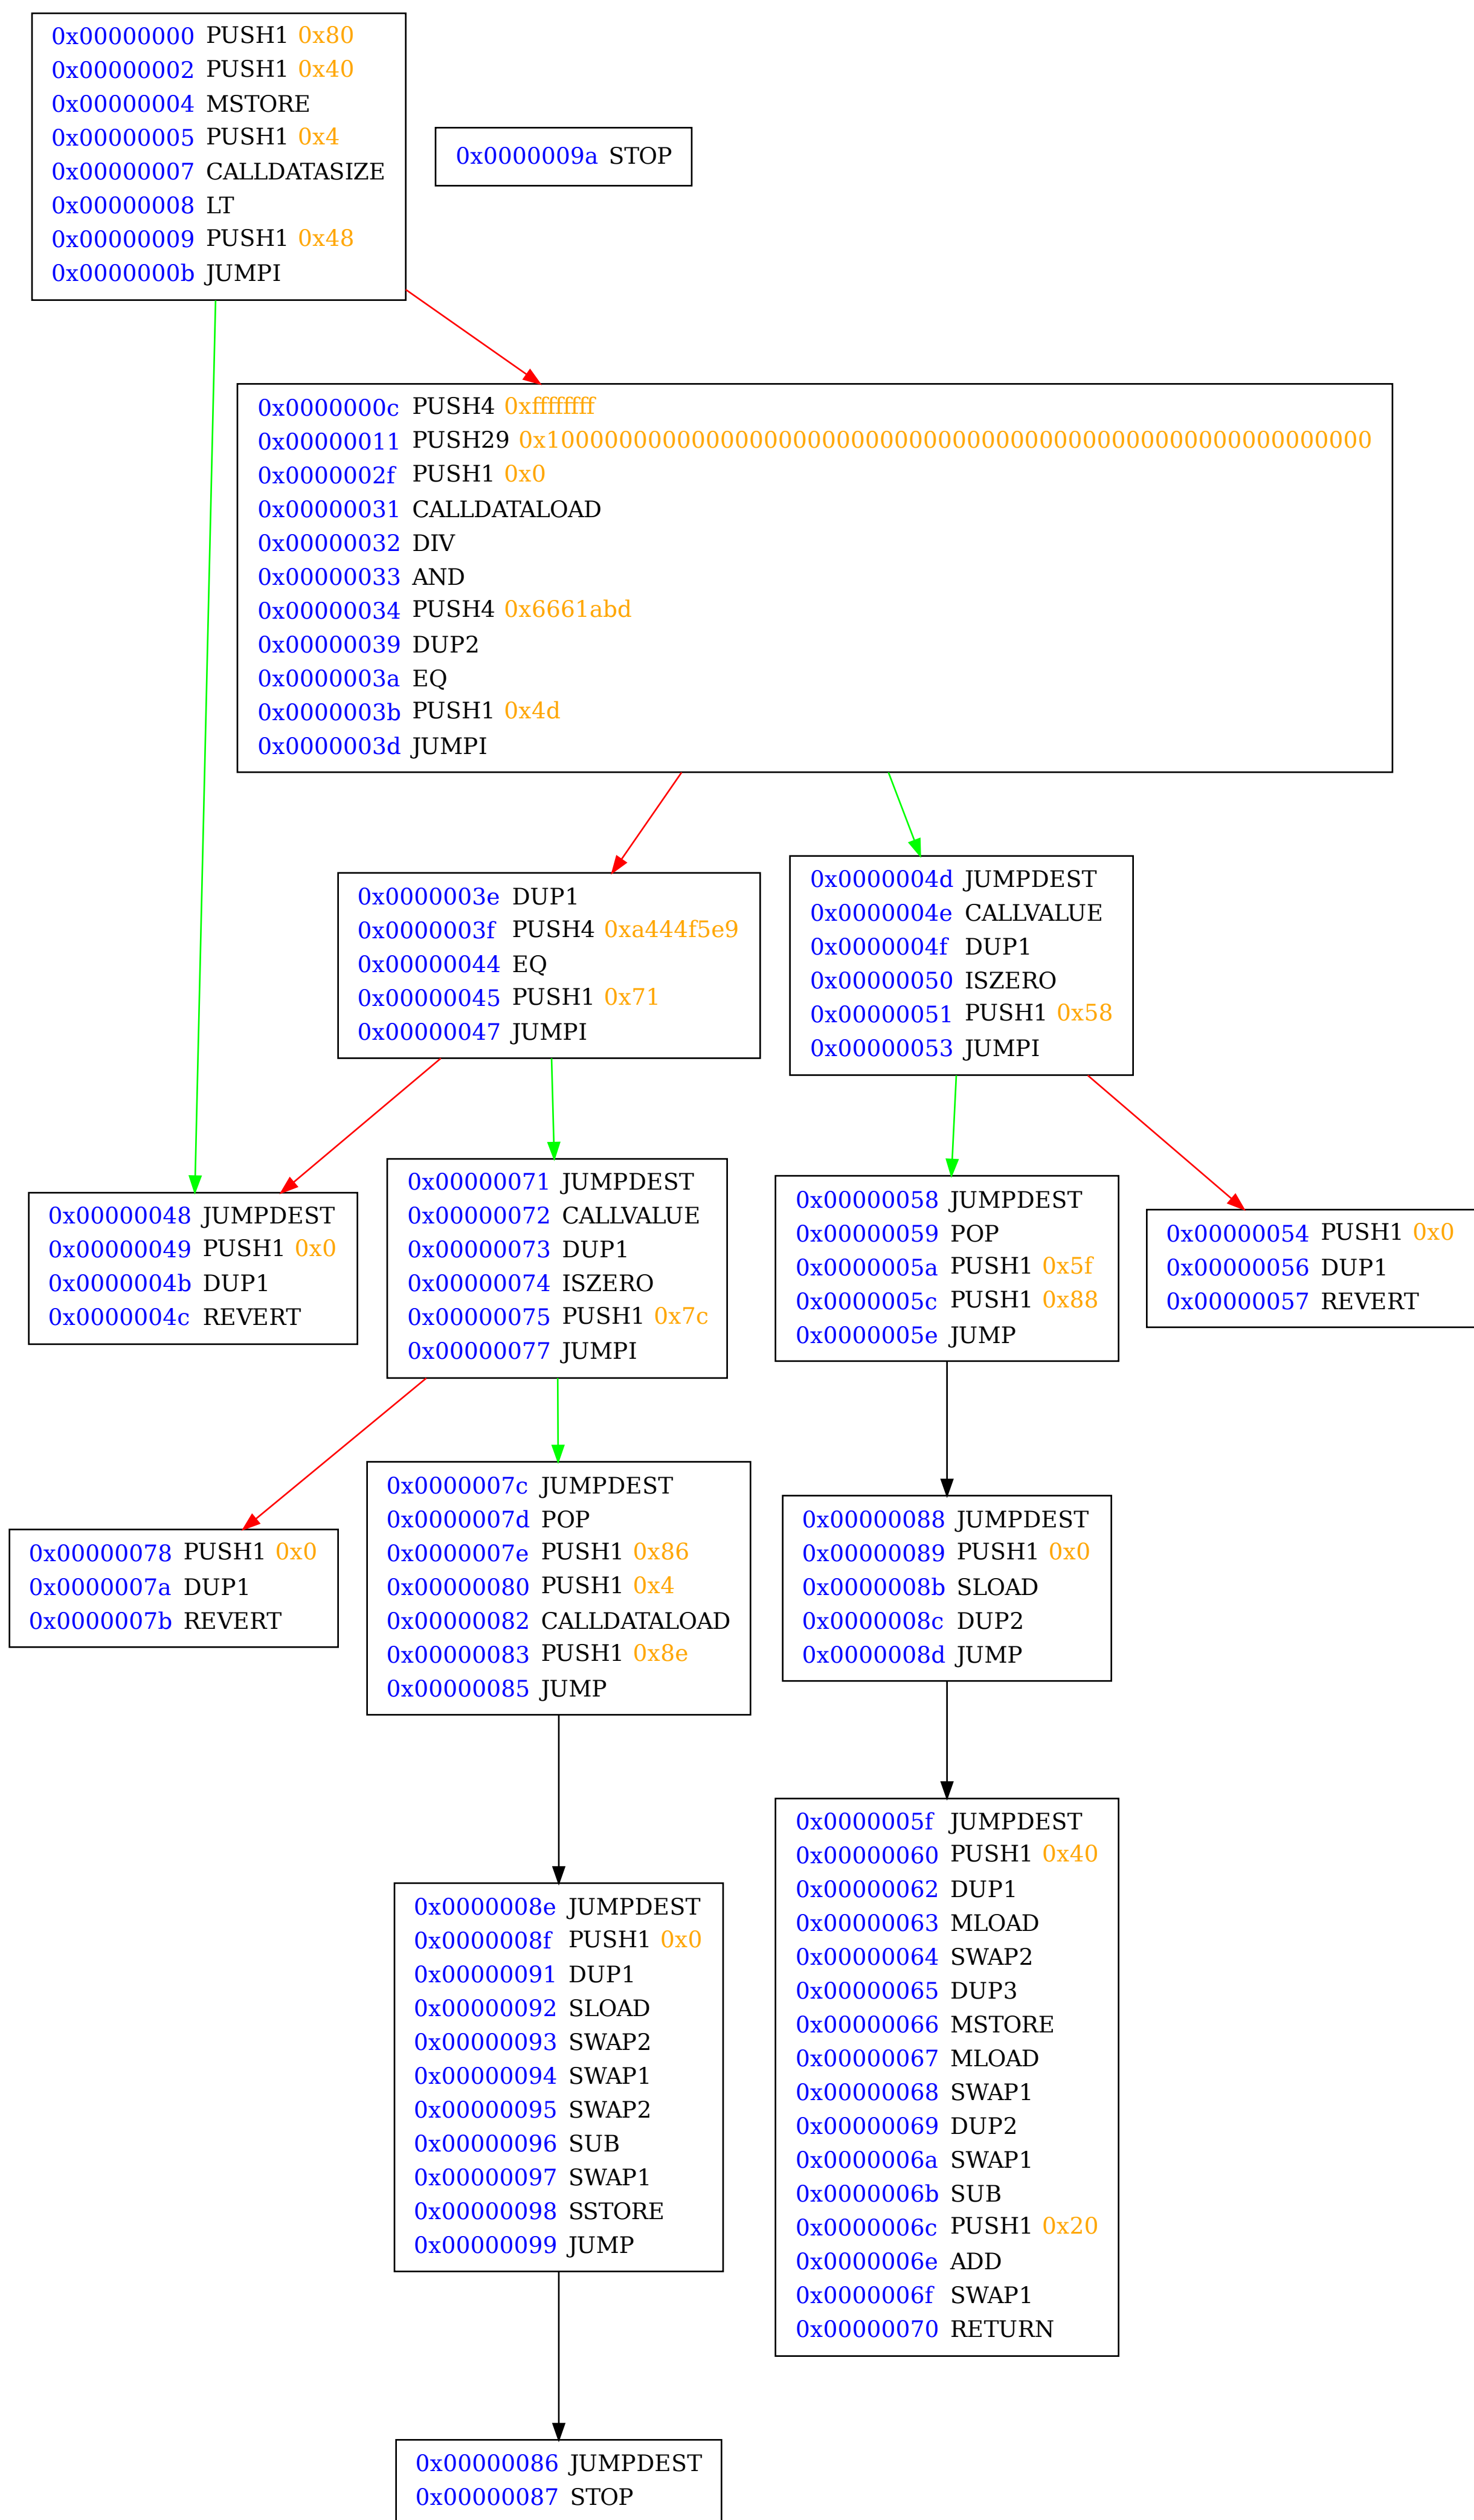 0x00000000 PUSH1 0x80
0x00000002 PUSH1 0x40
0x00000004 MSTORE
0x00000005 PUSH1 0x4
0x00000007 CALLDATASIZE
0x00000008 LT
0x00000009 PUSH1 0x48
0x0000000b JUMPI
0x0000009a STOP
0x0000000c PUSH4 0xffffffff
0x00000011 PUSH29 0x100000000000000000000000000000000000000000000000000000000
0x0000002f PUSH1 0x0
0x00000031 CALLDATALOAD
0x00000032 DIV
0x00000033 AND
0x00000034 PUSH4 0x6661abd
0x00000039 DUP2
0x0000003a EQ
0x0000003b PUSH1 0x4d
0x0000003d JUMPI
0x0000003e DUP1
0x0000003f PUSH4 0xa444f5e9
0x00000044 EQ
0x00000045 PUSH1 0x71
0x00000047 JUMPI
0x0000004d JUMPDEST
0x0000004e CALLVALUE
0x0000004f DUP1
0x00000050 ISZERO
0x00000051 PUSH1 0x58
0x00000053 JUMPI
0x00000048 JUMPDEST
0x00000049 PUSH1 0x0
0x0000004b DUP1
0x0000004c REVERT
0x00000071 JUMPDEST
0x00000072 CALLVALUE
0x00000073 DUP1
0x00000074 ISZERO
0x00000075 PUSH1 0x7c
0x00000077 JUMPI
0x00000058 JUMPDEST
0x00000059 POP
0x0000005a PUSH1 0x5f
0x0000005c PUSH1 0x88
0x0000005e JUMP
0x00000054 PUSH1 0x0
0x00000056 DUP1
0x00000057 REVERT
0x00000078 PUSH1 0x0
0x0000007a DUP1
0x0000007b REVERT
0x0000007c JUMPDEST
0x0000007d POP
0x0000007e PUSH1 0x86
0x00000080 PUSH1 0x4
0x00000082 CALLDATALOAD
0x00000083 PUSH1 0x8e
0x00000085 JUMP
0x00000088 JUMPDEST
0x00000089 PUSH1 0x0
0x0000008b SLOAD
0x0000008c DUP2
0x0000008d JUMP
0x0000008e JUMPDEST
0x0000008f PUSH1 0x0
0x00000091 DUP1
0x00000092 SLOAD
0x00000093 SWAP2
0x00000094 SWAP1
0x00000095 SWAP2
0x00000096 SUB
0x00000097 SWAP1
0x00000098 SSTORE
0x00000099 JUMP
0x0000005f JUMPDEST
0x00000060 PUSH1 0x40
0x00000062 DUP1
0x00000063 MLOAD
0x00000064 SWAP2
0x00000065 DUP3
0x00000066 MSTORE
0x00000067 MLOAD
0x00000068 SWAP1
0x00000069 DUP2
0x0000006a SWAP1
0x0000006b SUB
0x0000006c PUSH1 0x20
0x0000006e ADD
0x0000006f SWAP1
0x00000070 RETURN
0x00000086 JUMPDEST
0x00000087 STOP